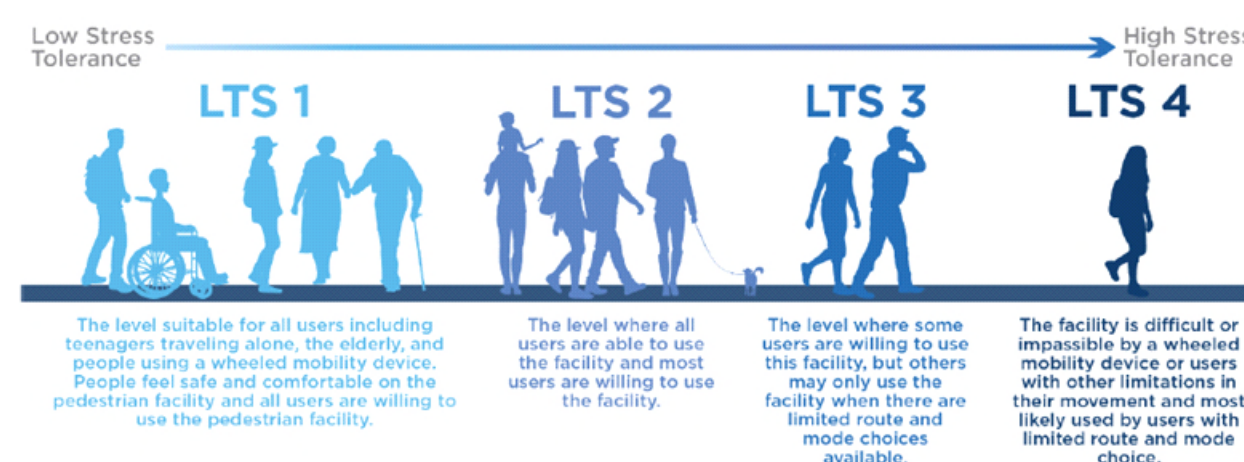 Low Stress
Tolerance
High Stress
Tolerance
LTS 1
LTS 2
LTS 3
LTS 4
The level suitable for all users including
teenagers traveling alone, the elderly, and
people using a wheeled mobility device.
People feel safe and comfortable on the
pedestrian facility and all users are willing to
use the pedestrian facility.
The level where all
users are able to use
the facility and most
users are willing to use
the facility.
The level where some
users are willing to use
this facility, but others
may only use the
facility when there are
limited route and
mode choices
available.
The facility is difficult or
impassible by a wheeled
mobility device or users
with other limitations in
their movement and most
likely used by users with
limited route and mode
choice.